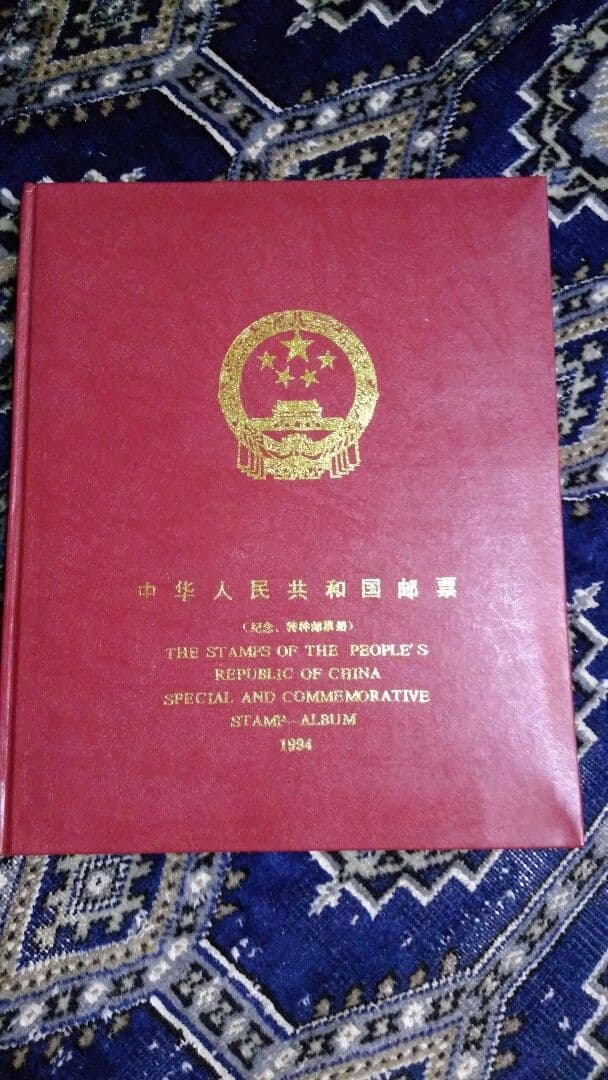 中华人民共和国邮票
（纪念、特种邮票册）
THE STAMPS OF THE PEOPLE'S
REPUBLIC OF CHINA
SPECIAL AND COMMEMORATIVE
STAMP—ALBUM
1994